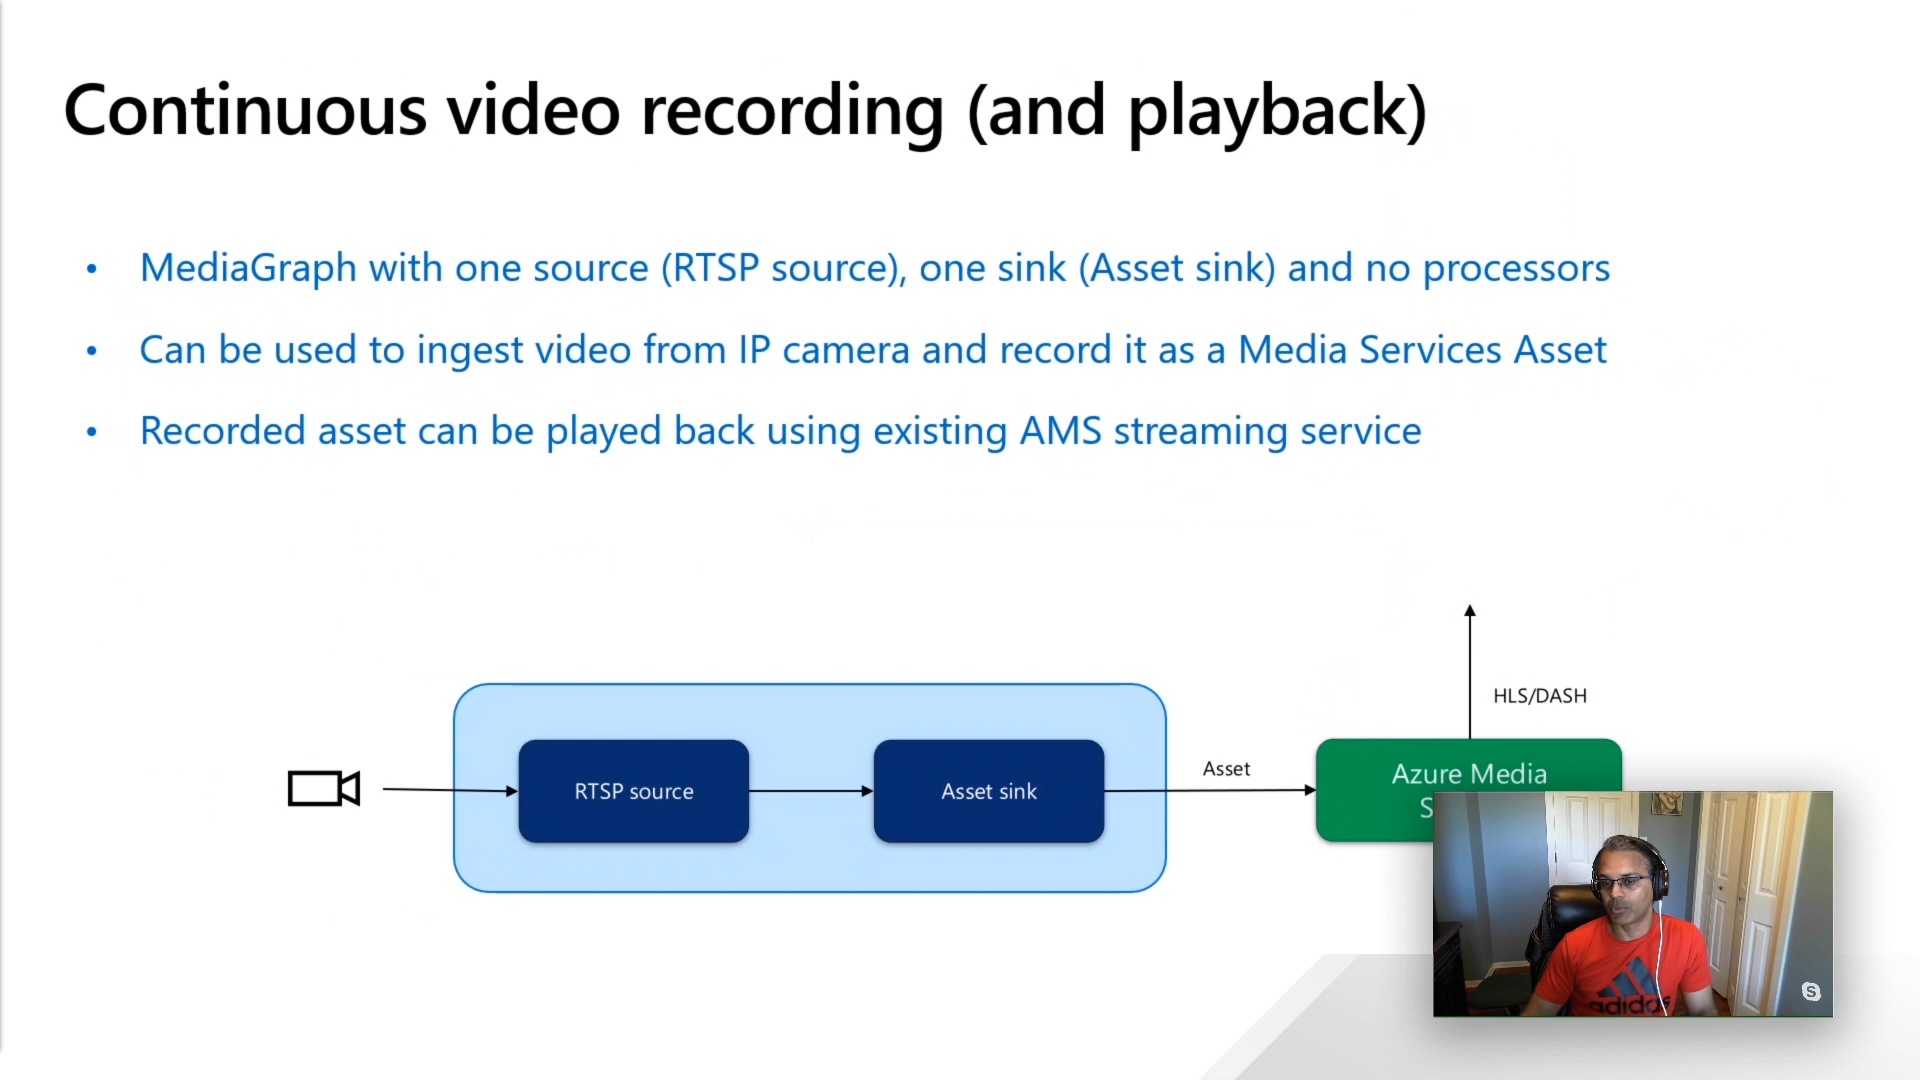 Continuous video recording (and playback)
• MediaGraph with one source (RTSP source), one sink (Asset sink) and no processors
• Can be used to ingest video from IP camera and record it as a Media Services Asset
• Recorded asset can be played back using existing AMS streaming service
HLS/DASH
RTSP source
Asset sink
Asset
Azure Media
S
adidas